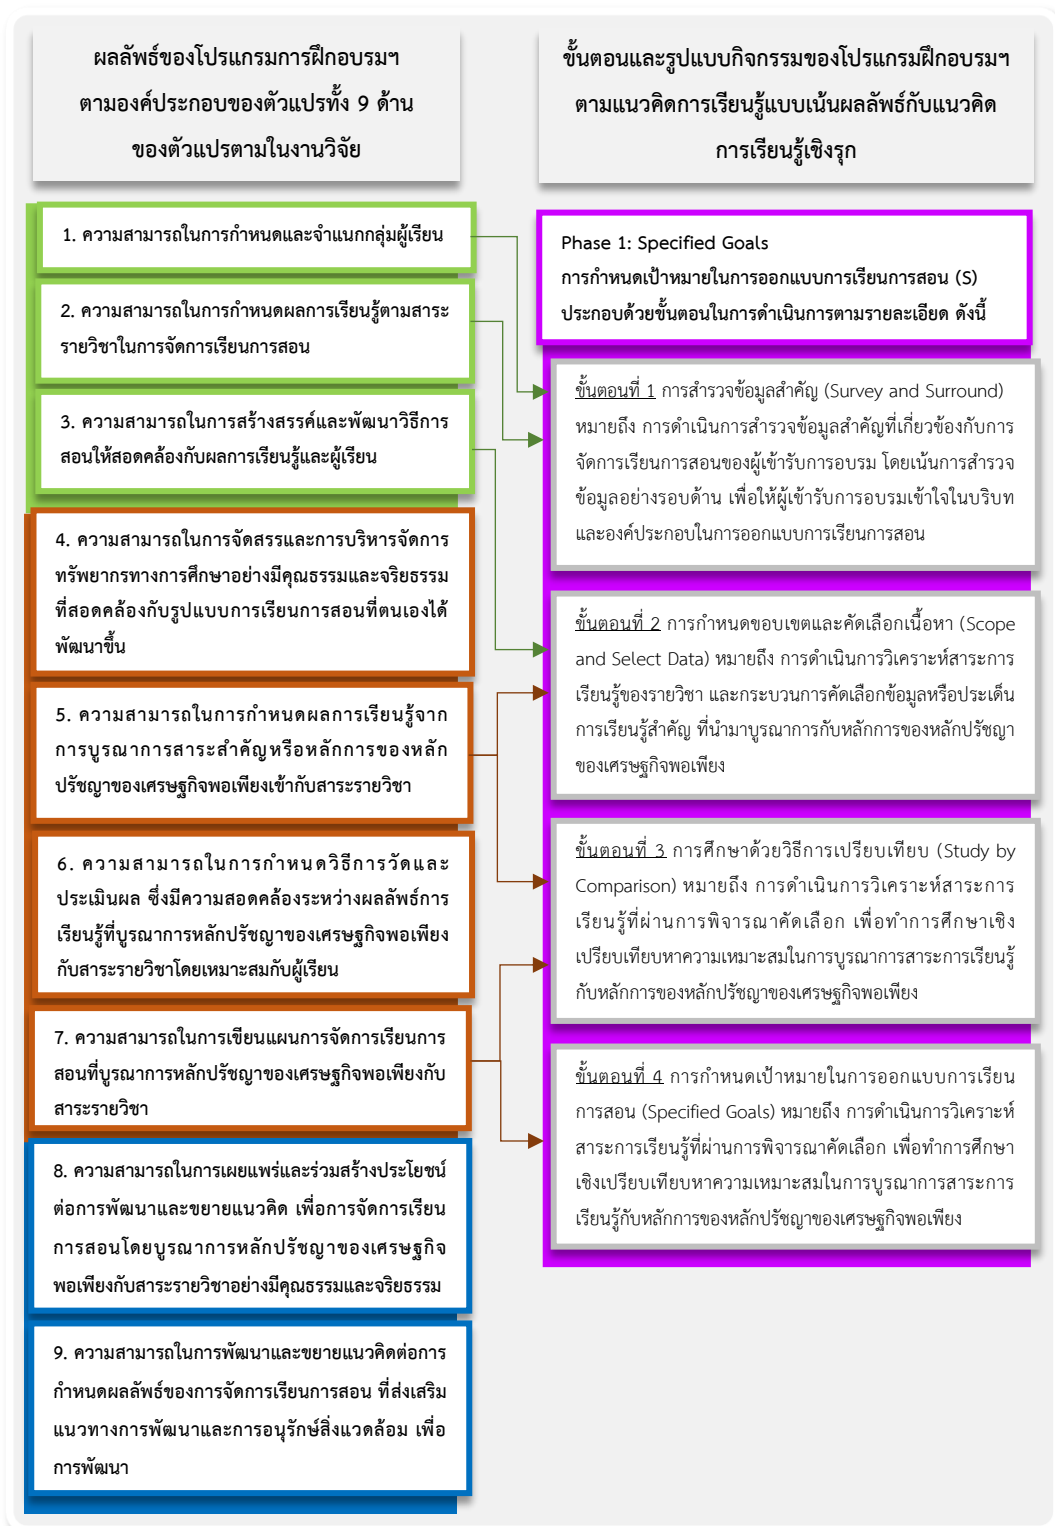 ผลลัพธ์ของโปรแกรมการฝึกอบรมฯ
ตามองค์ประกอบของตัวแปรทั้ง 9 ด้าน
ของตัวแปรตามในงานวิจัย
1. ความสามารถในการกำหนดและจำแนกกลุ่มผู้เรียน
2. ความสามารถในการกำหนดผลการเรียนรู้ตามสาระ
รายวิชาในการจัดการเรียนการสอน
3. ความสามารถในการสร้างสรรค์และพัฒนาวิธีการ
สอนให้สอดคล้องกับผลการเรียนรู้และผู้เรียน
4. ความสามารถในการจัดสรรและการบริหารจัดการ
ทรัพยากรทางการศึกษาอย่างมีคุณธรรมและจริยธรรม
ที่สอดคล้องกับรูปแบบการเรียนการสอนที่ตนเองได้
พัฒนาขึ้น
5. ความสามารถในการกำหนดผลการเรียนรู้จาก
การบูรณาการสาระสำคัญหรือหลักการของหลัก
ปรัชญาของเศรษฐกิจพอเพียงเข้ากับสาระรายวิชา
6. ความสามารถในการกำหนดวิธีการวัดและ
ประเมินผล ซึ่งมีความสอดคล้องระหว่างผลลัพธ์การ
เรียนรู้ที่บูรณาการหลักปรัชญาของเศรษฐกิจพอเพียง
กับสาระรายวิชาโดยเหมาะสมกับผู้เรียน
7. ความสามารถในการเขียนแผนการจัดการเรียนการ
สอนที่บูรณาการหลักปรัชญาของเศรษฐกิจพอเพียงกับ
สาระรายวิชา
8. ความสามารถในการเผยแพร่และร่วมสร้างประโยชน์
ต่อการพัฒนาและขยายแนวคิด เพื่อการจัดการเรียน
การสอนโดยบูรณาการหลักปรัชญาของเศรษฐกิจ
พอเพียงกับสาระรายวิชาอย่างมีคุณธรรมและจริยธรรม
9. ความสามารถในการพัฒนาและขยายแนวคิดต่อการ
กำหนดผลลัพธ์ของการจัดการเรียนการสอน ที่ส่งเสริม
แนวทางการพัฒนาและการอนุรักษ์สิ่งแวดล้อม เพื่อ
การพัฒนา
ขั้นตอนและรูปแบบกิจกรรมของโปรแกรมฝึกอบรมฯ
ตามแนวคิดการเรียนรู้แบบเน้นผลลัพธ์กับแนวคิด
การเรียนรู้เชิงรุก
Phase 1: Specified Goals
การกำหนดเป้าหมายในการออกแบบการเรียนการสอน (S)
ประกอบด้วยขั้นตอนในการดำเนินการตามรายละเอียด ดังนี้
ขั้นตอนที่ 1 การสำรวจข้อมูลสำคัญ (Survey and Surround)
หมายถึง การดำเนินการสำรวจข้อมูลสำคัญที่เกี่ยวข้องกับการ
จัดการเรียนการสอนของผู้เข้ารับการอบรม โดยเน้นการสำรวจ
ข้อมูลอย่างรอบด้าน เพื่อให้ผู้เข้ารับการอบรมเข้าใจในบริบท
และองค์ประกอบในการออกแบบการเรียนการสอน
ขั้นตอนที่ 2 การกำหนดขอบเขตและคัดเลือกเนื้อหา (Scope
and Select Data) หมายถึง การดำเนินการวิเคราะห์สาระการ
เรียนรู้ของรายวิชา และกระบวนการคัดเลือกข้อมูลหรือประเด็น
การเรียนรู้สำคัญ ที่นำมาบูรณาการกับหลักการของหลักปรัชญา
ของเศรษฐกิจพอเพียง
ขั้นตอนที่ 3 การศึกษาด้วยวิธีการเปรียบเทียบ (Study by
Comparison) หมายถึง การดำเนินการวิเคราะห์สาระการ
เรียนรู้ที่ผ่านการพิจารณาคัดเลือก เพื่อทำการศึกษาเชิง
เปรียบเทียบหาความเหมาะสมในการบูรณาการสาระการเรียนรู้
กับหลักการของหลักปรัชญาของเศรษฐกิจพอเพียง
ขั้นตอนที่ 4 การกำหนดเป้าหมายในการออกแบบการเรียน
การสอน (Specified Goals) หมายถึง การดำเนินการวิเคราะห์
สาระการเรียนรู้ที่ผ่านการพิจารณาคัดเลือก เพื่อทำการศึกษา
เชิงเปรียบเทียบหาความเหมาะสมในการบูรณาการสาระการ
เรียนรู้กับหลักการของหลักปรัชญาของเศรษฐกิจพอเพียง